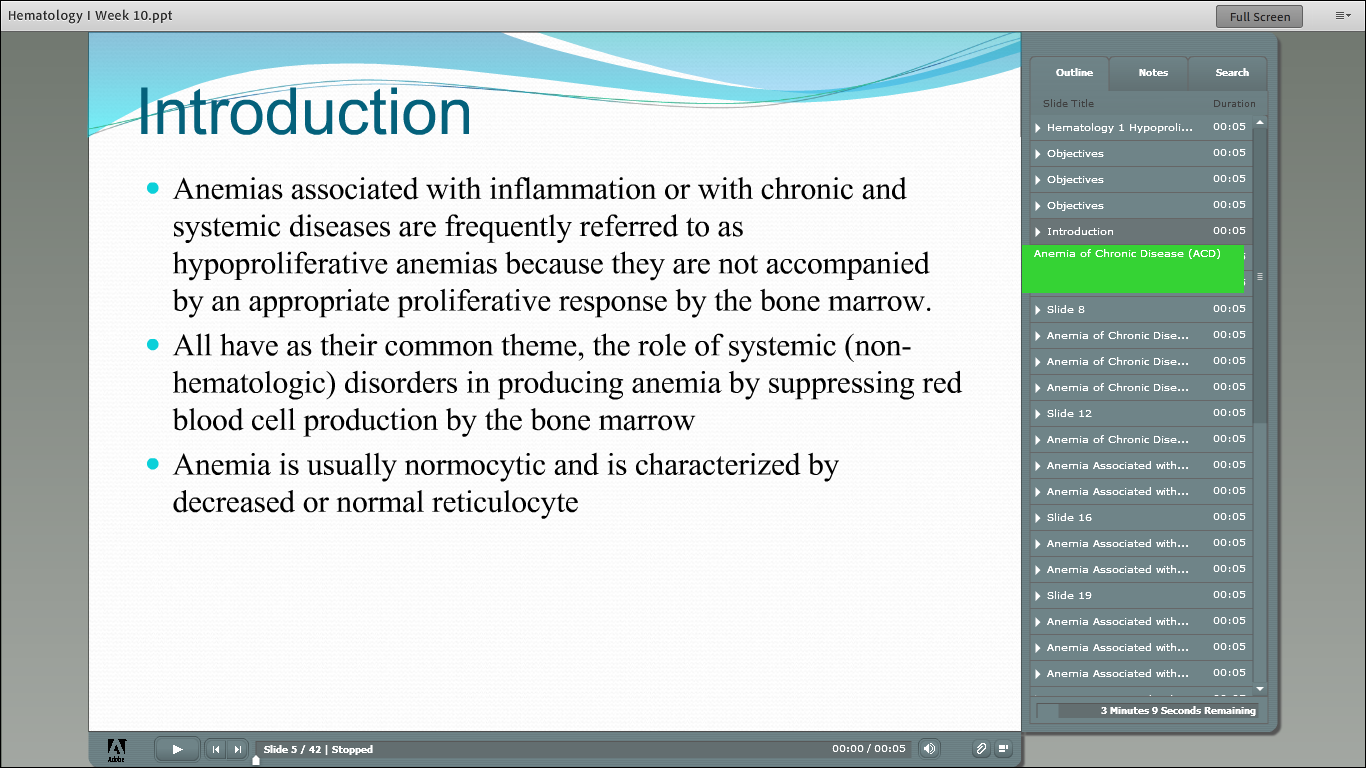 Hematology I Week 10.ppt
Full Screen
Introduction
Anemias associated with inflammation or with chronic and
systemic diseases are frequently referred to as
hypoproliferative anemias because they are not accompanied
by an appropriate proliferative response by the bone marrow.
All have as their common theme, the role of systemic (non-
hematologic) disorders in producing anemia by suppressing red
blood cell production by the bone marrow
Anemia is usually normocytic and is characterized by
decreased or normal reticulocyte
Outline Notes Search
Slide Title Duration
Hematology 1 Hypoproli... 00:05
Objectives 00:05
Objectives 00:05
Objectives 00:05
Introduction 00:05
Anemia of Chronic Disease (ACD)
Slide 8 00:05
Anemia of Chronic Dise... 00:05
Anemia of Chronic Dise... 00:05
Anemia of Chronic Dise... 00:05
Slide 12 00:05
Anemia of Chronic Dise... 00:05
Anemia Associated with... 00:05
Anemia Associated with... 00:05
Slide 16 00:05
Anemia Associated with... 00:05
Anemia Associated with... 00:05
Slide 19 00:05
Anemia Associated with... 00:05
Anemia Associated with... 00:05
Anemia Associated with... 00:05
3 Minutes 9 Seconds Remaining
Adobe
Slide 5 / 42 | Stopped 00:00 / 00:05